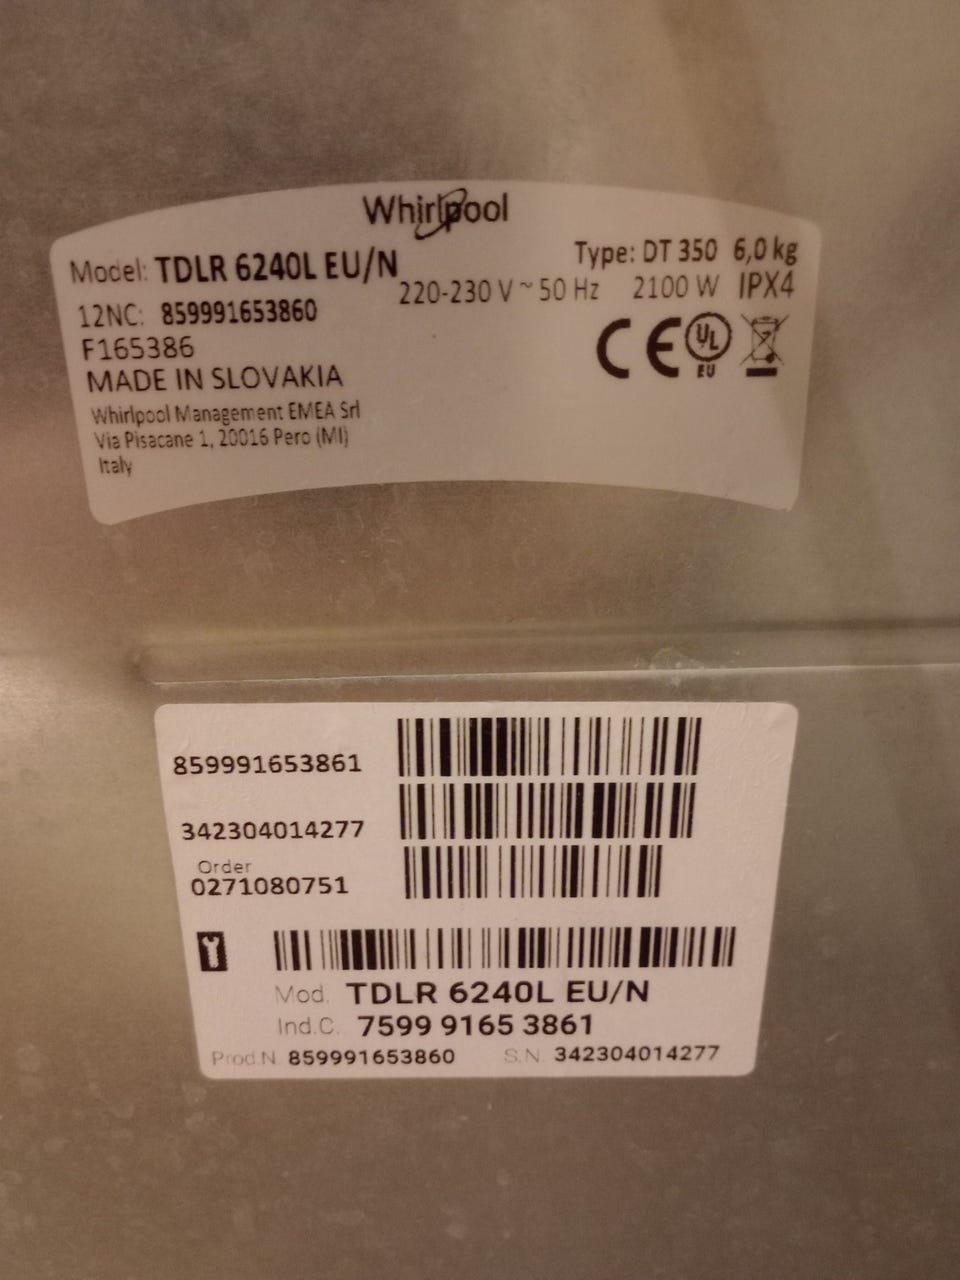 Whirlpool
Model: TDLR 6240L EU/N
Type: DT 350 6,0 kg
220-230 V ~ 50 Hz 2100 W IPX4
12NC: 859991653860
F165386
MADE IN SLOVAKIA
Whirlpool Management EMEA Srl
Via Pisacane 1, 20016 Pero (MI)
Italy
CE UL
EU
859991653861
342304014277
Order
0271080751
Mod. TDLR 6240L EU/N
Ind.C. 7599 9165 3861
Prod.N 859991653860 S.N. 342304014277